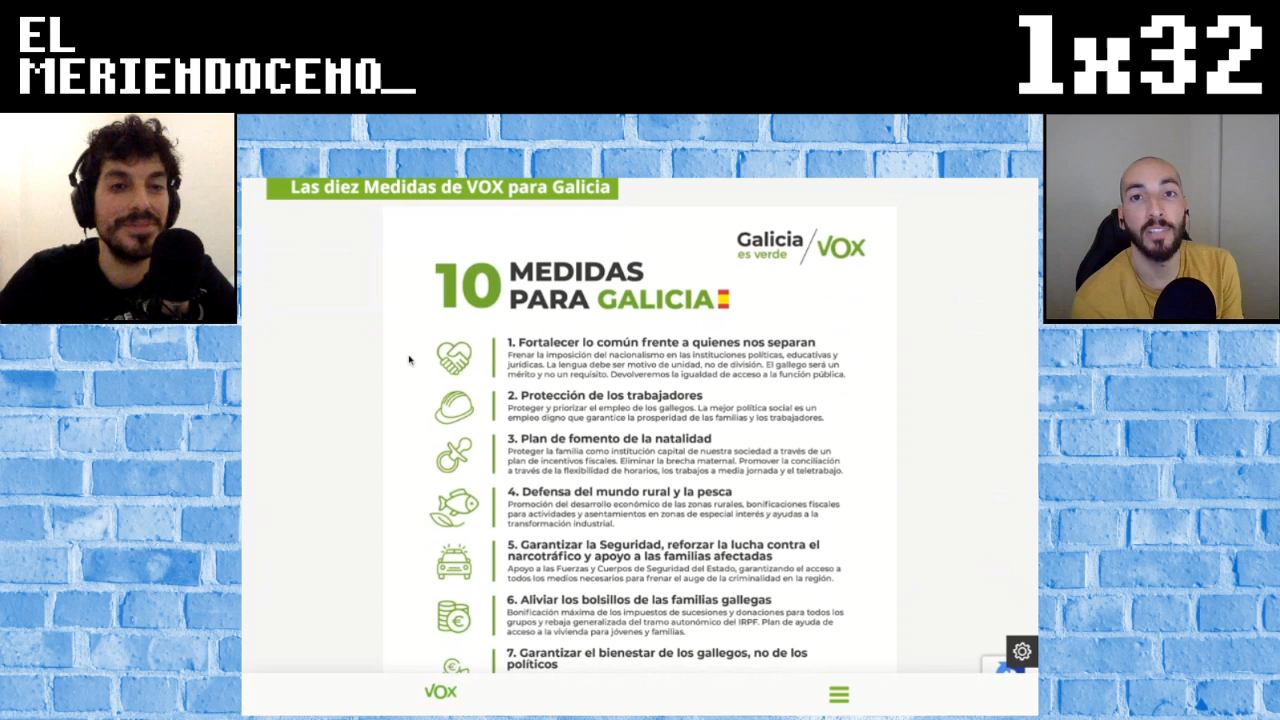 EL
MERIENDOCENO_
1x32
Las diez Medidas de VOX para Galicia
Galicia
es verde
VOX
10 MEDIDAS
PARA GALICIA
1. Fortalecer lo común frente a quienes nos separan
Frenar la imposición del nacionalismo en las instituciones políticas, educativas y
jurídicas. La lengua debe ser motivo de unidad, no de división. El gallego será un
mérito y no un requisito. Devolveremos la igualdad de acceso a la función pública.
2. Protección de los trabajadores
Proteger y priorizar el empleo de los gallegos. La mejor política social es un
empleo digno que garantice la prosperidad de las familias y los trabajadores.
3. Plan de fomento de la natalidad
Proteger la familia como institución capital de nuestra sociedad a través de un
plan de incentivos fiscales. Eliminar la brecha maternal. Promover la conciliación
a través de la flexibilidad de horarios, los trabajos a media jornada y el teletrabajo.
4. Defensa del mundo rural y la pesca
Promoción del desarrollo económico de las zonas rurales, bonificaciones fiscales
para actividades y asentamientos en zonas de especial interés y ayudas a la
transformación industrial.
5. Garantizar la Seguridad, reforzar la lucha contra el
narcotráfico y apoyo a las familias afectadas
Apoyo a las Fuerzas y Cuerpos de Seguridad del Estado, garantizando el acceso a
todos los medios necesarios para frenar el auge de la criminalidad en la región.
6. Aliviar los bolsillos de las familias gallegas
Bonificación máxima de los impuestos de sucesiones y donaciones para todos los
grupos y rebaja generalizada del tramo autonómico del IRPF. Plan de ayuda de
acceso a la vivienda para jóvenes y familias.
7. Garantizar el bienestar de los gallegos, no de los
políticos
VOX